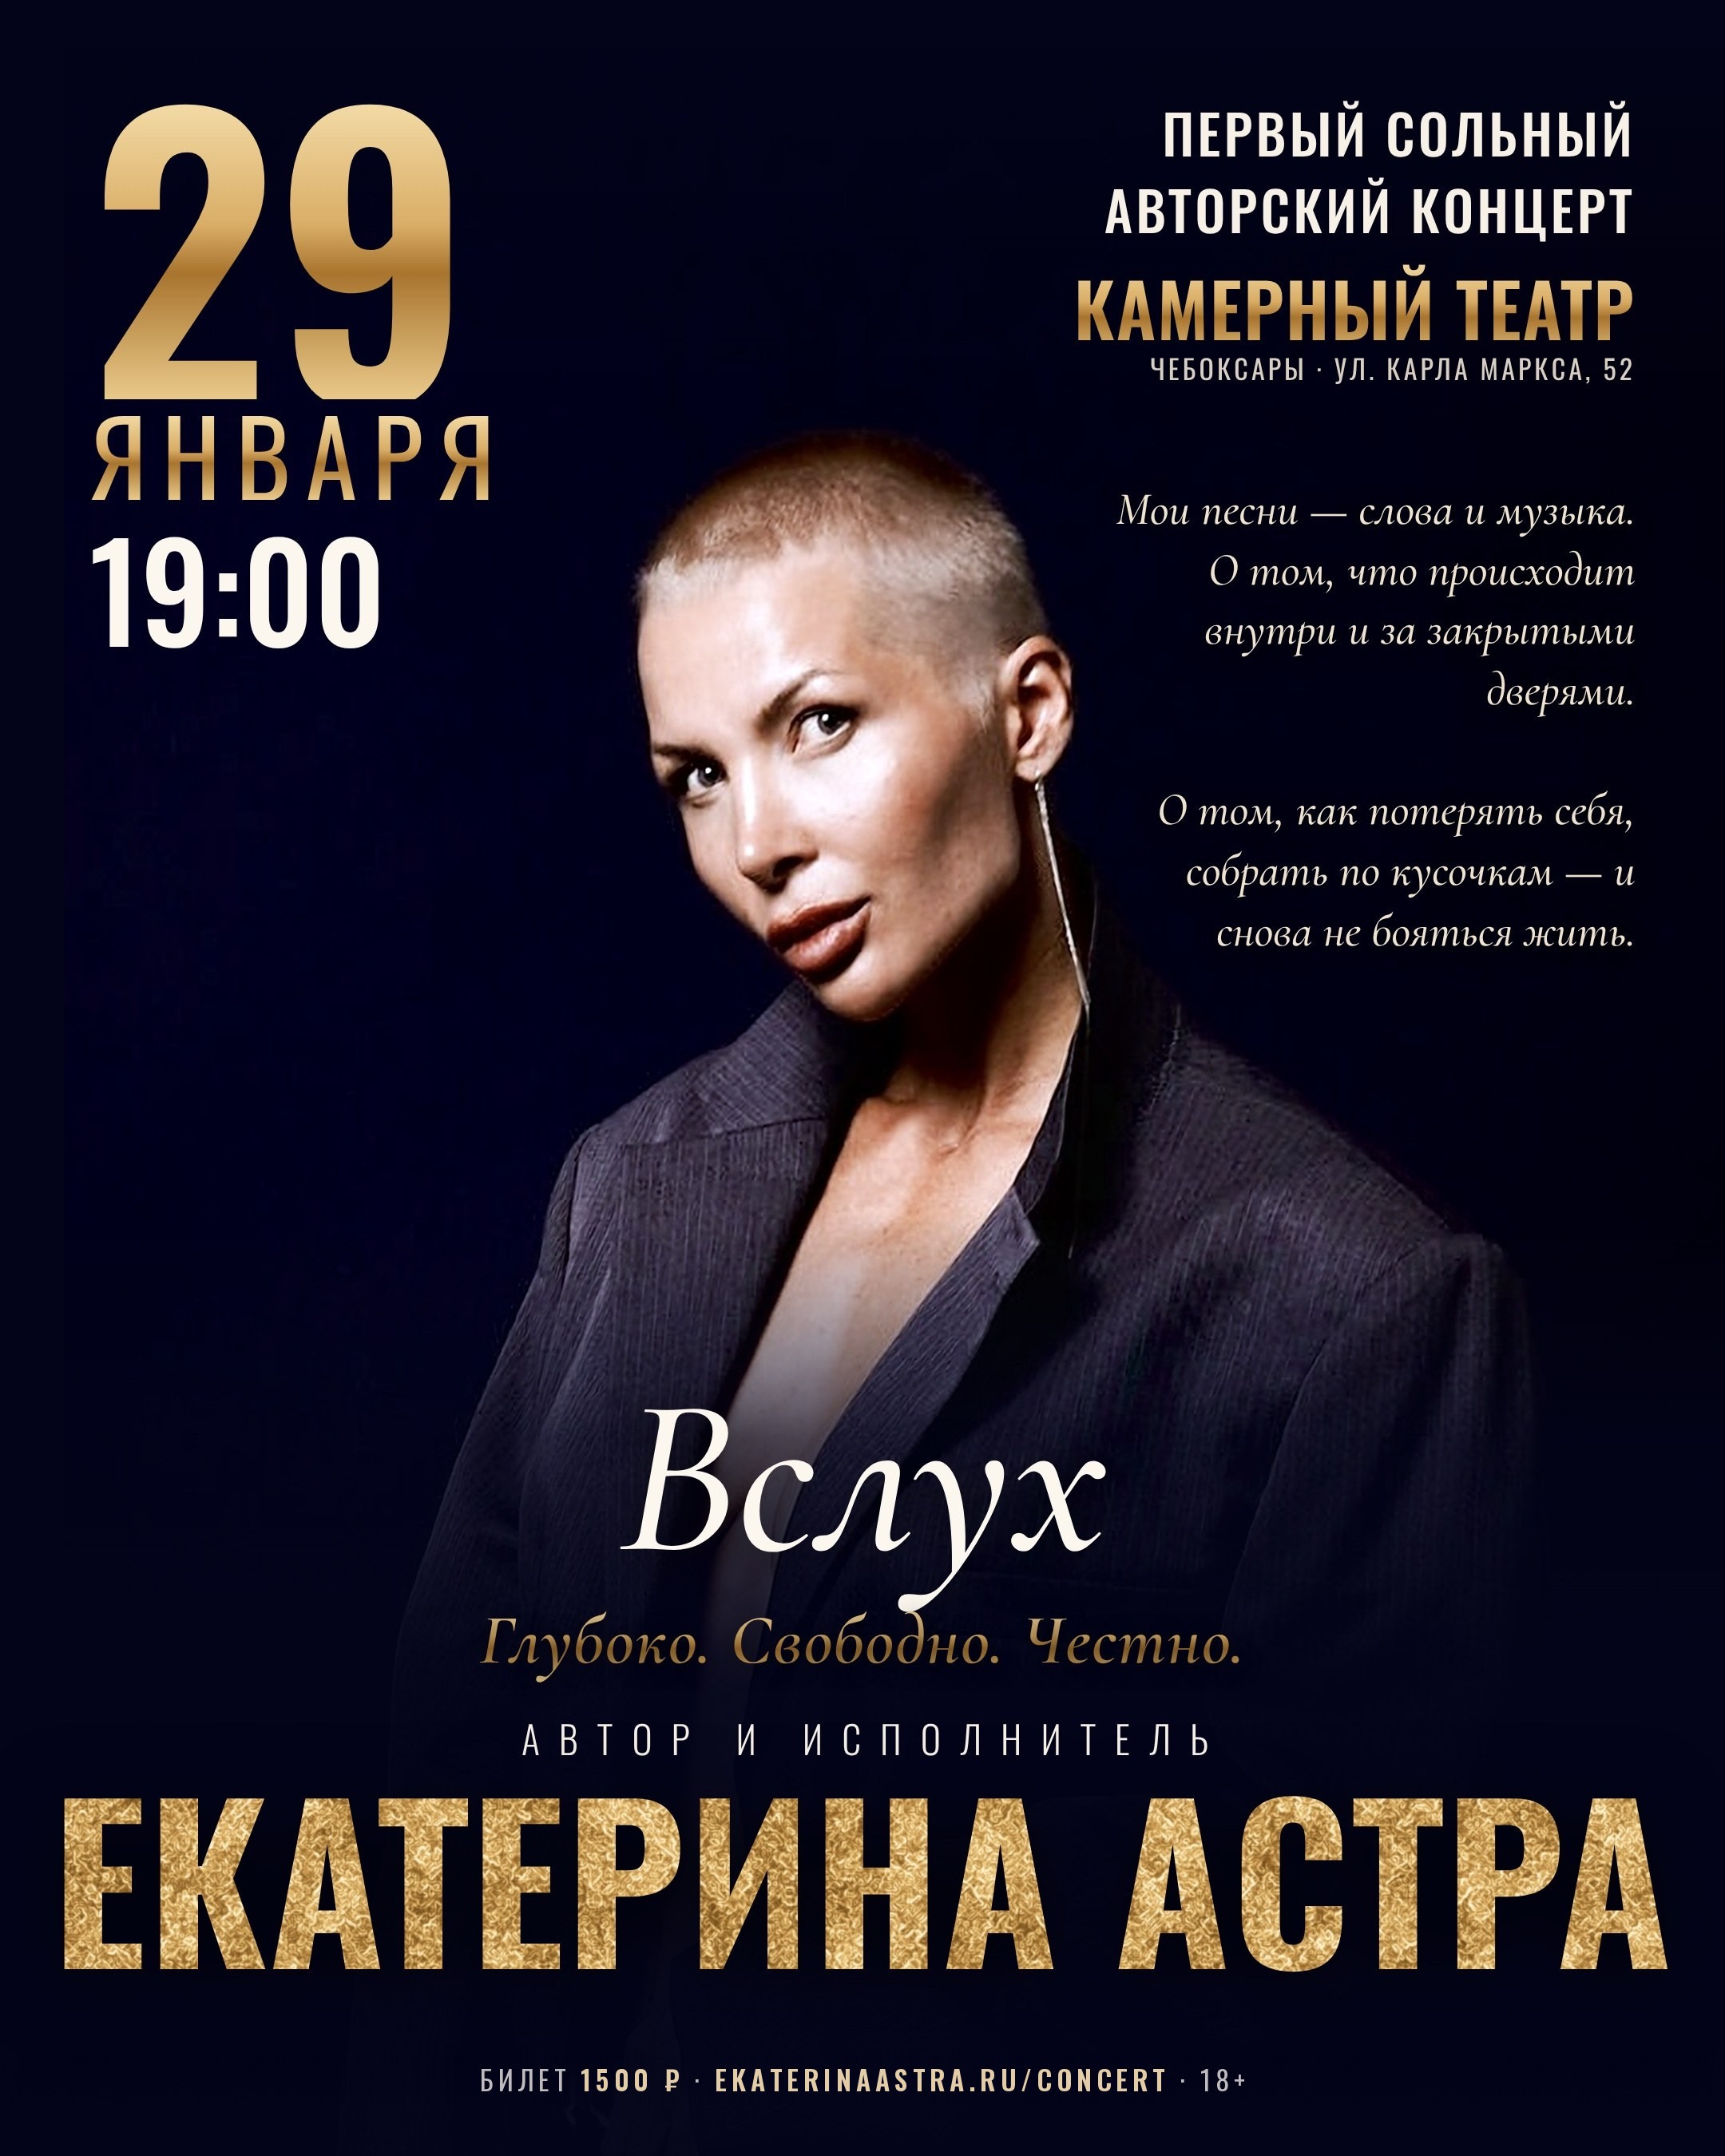 29
ЯНВАРЯ
19:00
ПЕРВЫЙ СОЛЬНЫЙ
АВТОРСКИЙ КОНЦЕРТ
КАМЕРНЫЙ ТЕАТР
ЧЕБОКСАРЫ · УЛ. КАРЛА МАРКСА, 52
Мои песни — слова и музыка.
О том, что происходит
внутри и за закрытыми
дверями.
О том, как потерять себя,
собрать по кусочкам — и
снова не бояться жить.
Вслух
Глубоко. Свободно. Честно.
АВТОР И ИСПОЛНИТЕЛЬ
ЕКАТЕРИНА АСТРА
БИЛЕТ 1500 ₽ · EKATERINAASTRA.RU/CONCERT · 18+